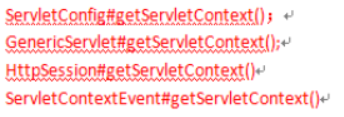 ServletConfig#getServletContext();
GenericServlet#getServletContext();
HttpSession#getServletContext()
ServletContextEvent#getServletContext()